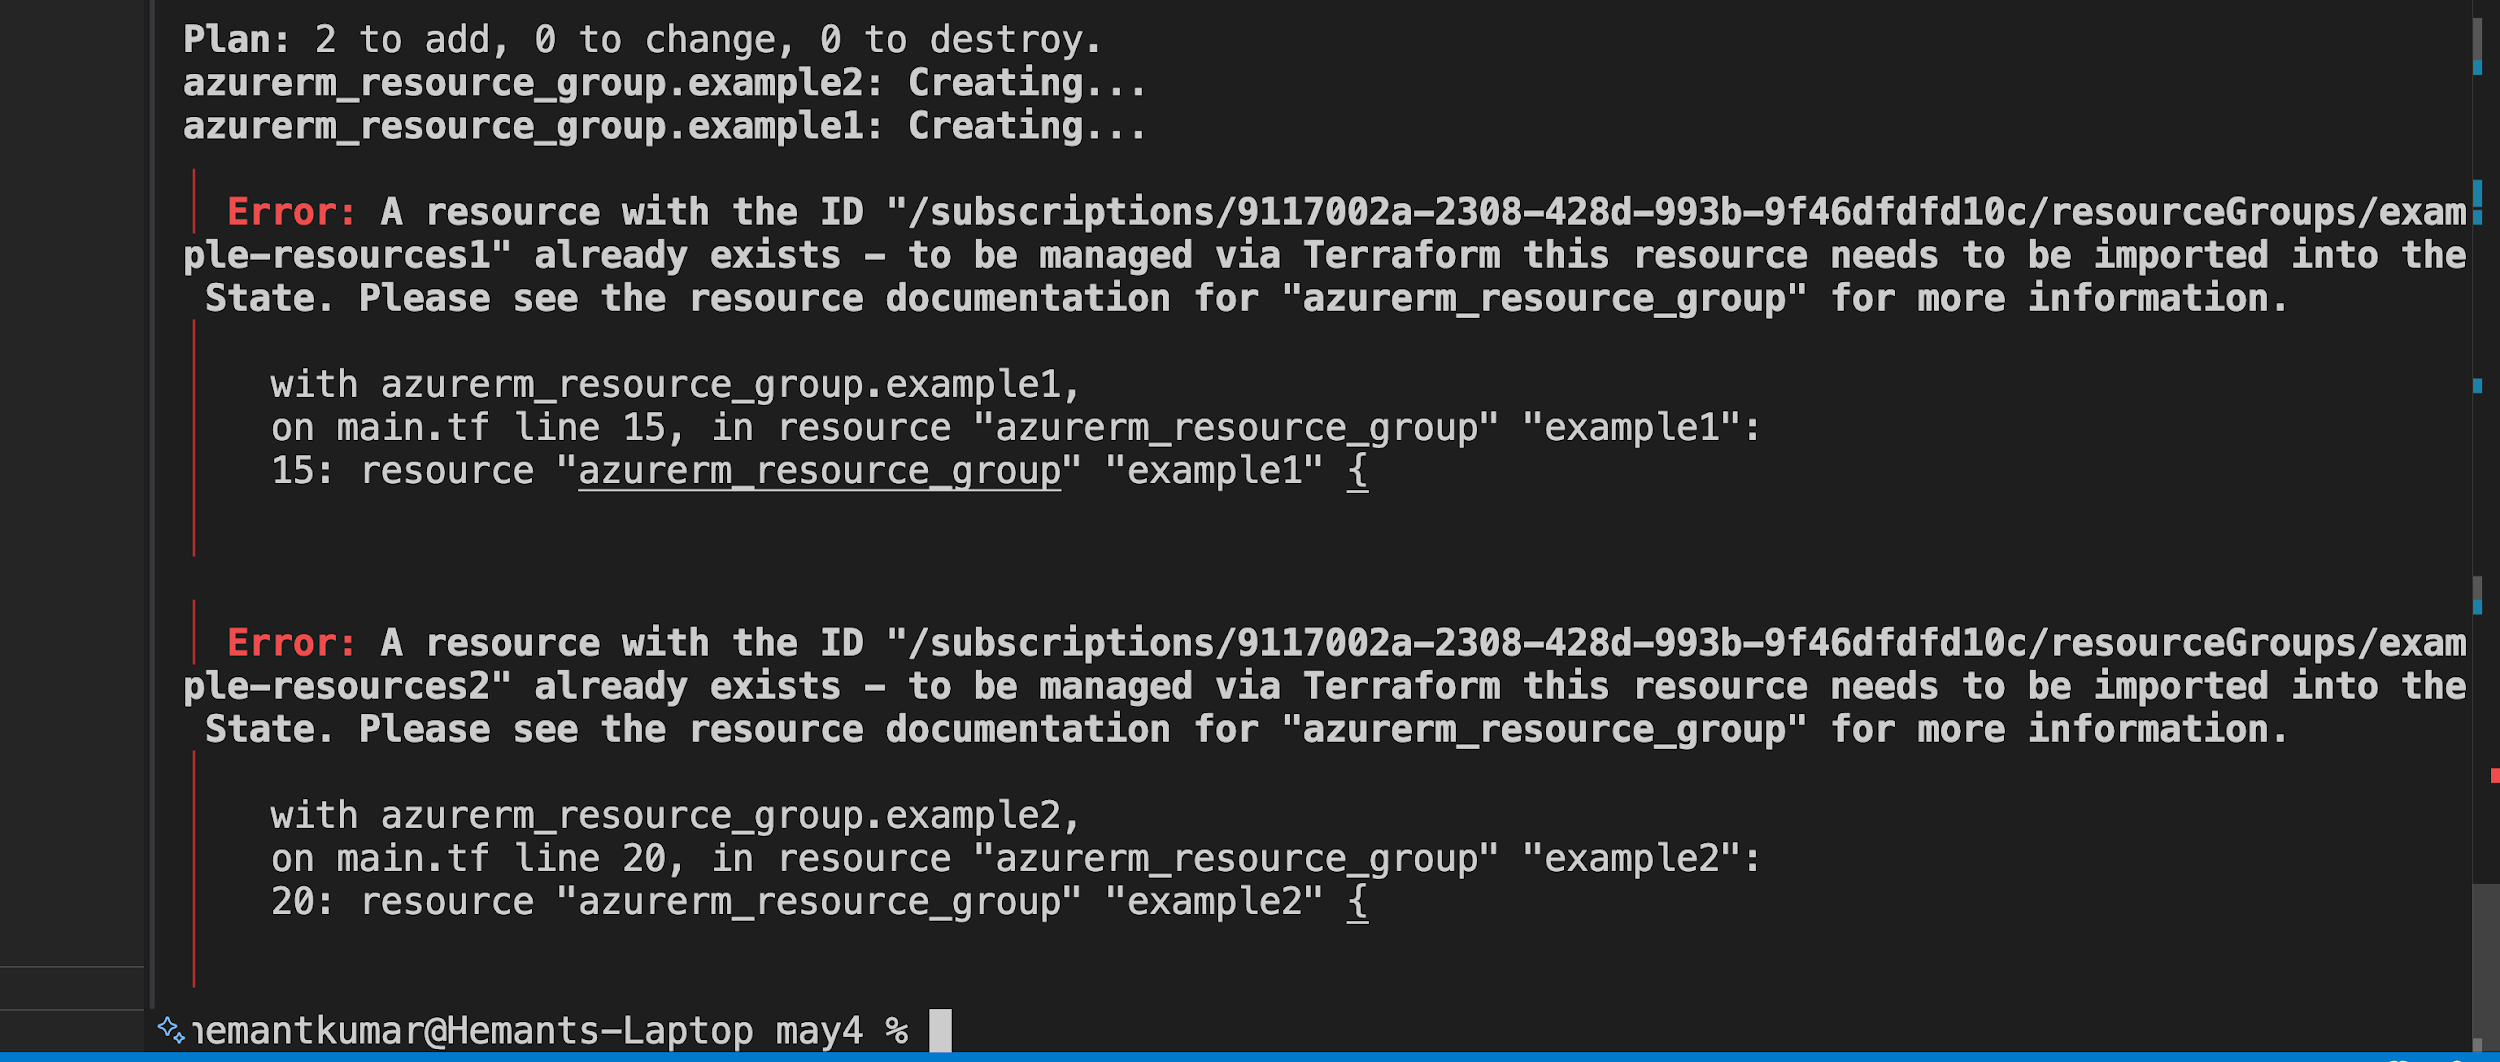 Plan: 2 to add, 0 to change, 0 to destroy.
azurerm_resource_group.example2: Creating...
azurerm_resource_group.example1: Creating...
Error: A resource with the ID "/subscriptions/9117002a-2308-428d-993b-9f46dfdfd10c/resourceGroups/exam
ple-resources1" already exists - to be managed via Terraform this resource needs to be imported into the
State. Please see the resource documentation for "azurerm_resource_group" for more information.
with azurerm_resource_group.example1,
on main.tf line 15, in resource "azurerm_resource_group" "example1":
15: resource "azurerm_resource_group" "example1" {
Error: A resource with the ID "/subscriptions/9117002a-2308-428d-993b-9f46dfdfd10c/resourceGroups/exam
ple-resources2" already exists - to be managed via Terraform this resource needs to be imported into the
State. Please see the resource documentation for "azurerm_resource_group" for more information.
with azurerm_resource_group.example2,
on main.tf line 20, in resource "azurerm_resource_group" "example2":
20: resource "azurerm_resource_group" "example2" {
hemantkumar@Hemants-Laptop may4 %